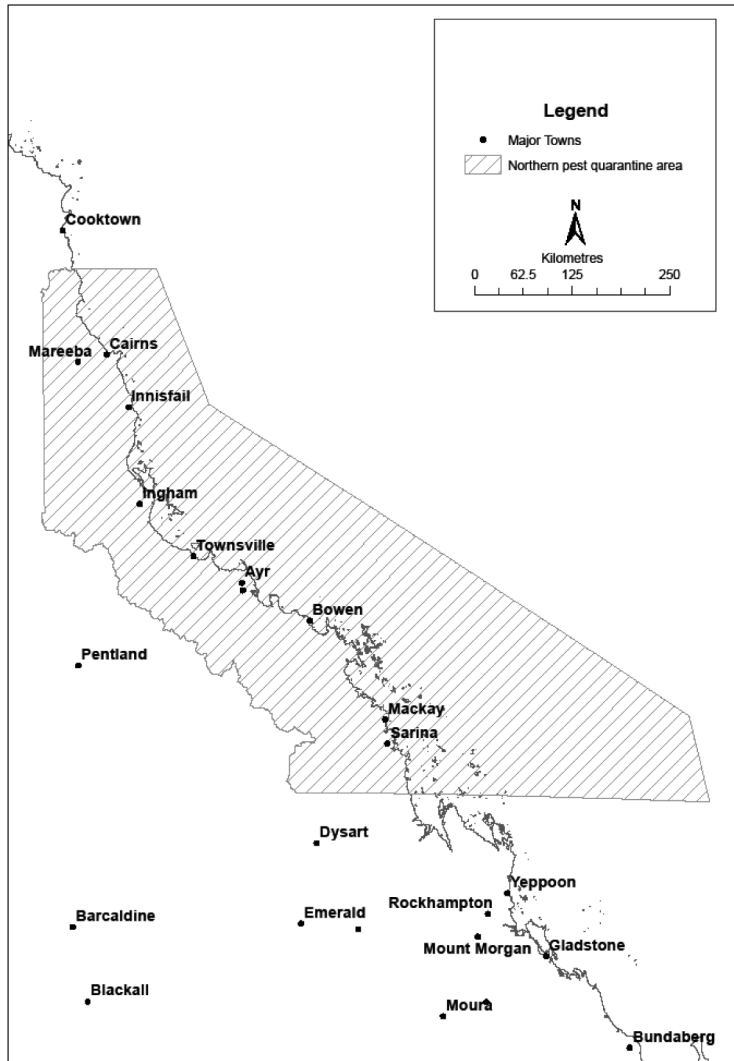 Legend
Major Towns
Northern pest quarantine area
N
Kilometres
0 62.5 125 250
Cooktown
Cairns
Mareeba
Innisfail
Ingham
Townsville
Ayr
Bowen
Pentland
Mackay
Sarina
Dysart
Yeppoon
Rockhampton
Barcaldine
Emerald
Mount Morgan
Gladstone
Blackall
Moura
Bundaberg